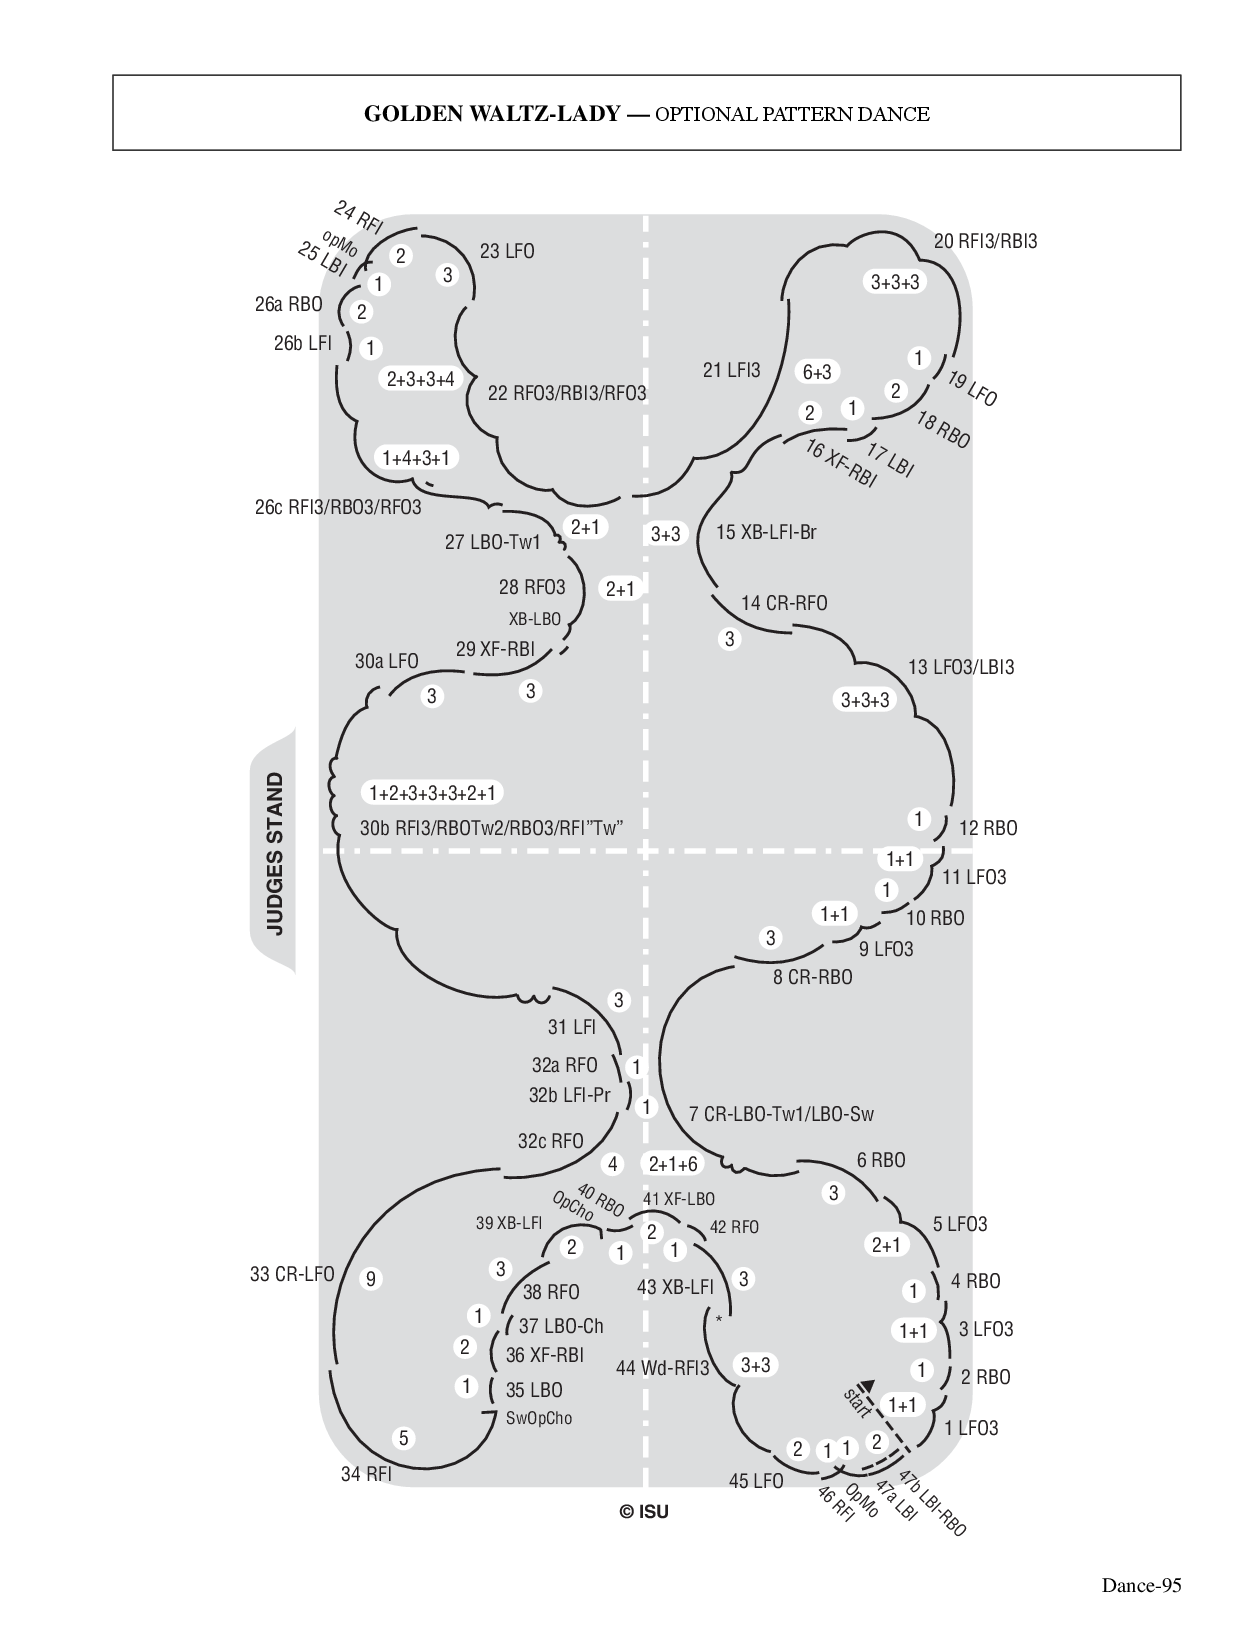 GOLDEN WALTZ-LADY — OPTIONAL PATTERN DANCE
24 RFI
opMo
25 LBI
2
1
23 LFO
3
20 RFI3/RBI3
3+3+3
26a RBO
2
26b LFI
1
2+3+3+4
22 RFO3/RBI3/RFO3
21 LFI3
6+3
1
19 LFO
2
18 RBO
2
1
16 XF-RBI
17 LBI
1+4+3+1
26c RFI3/RBO3/RFO3
27 LBO-Tw1
2+1
3+3
15 XB-LFI-Br
28 RFO3
2+1
XB-LBO
14 CR-RFO
3
29 XF-RBI
30a LFO
3
3
13 LFO3/LBI3
3+3+3
JUDGES STAND
1+2+3+3+3+2+1
30b RFI3/RBOTw2/RBO3/RFI”Tw”
1
12 RBO
1+1
11 LFO3
1
10 RBO
1+1
9 LFO3
3
8 CR-RBO
3
31 LFI
32a RFO
1
32b LFI-Pr
1
7 CR-LBO-Tw1/LBO-Sw
32c RFO
4
2+1+6
6 RBO
3
40 RBO
OpCho
41 XF-LBO
39 XB-LFI
42 RFO
2
1
2
1
5 LFO3
2+1
33 CR-LFO
9
3
38 RFO
43 XB-LFI
3
4 RBO
1
1
37 LBO-Ch
*
1+1
3 LFO3
2
36 XF-RBI
44 Wd-RFI3
3+3
1
2 RBO
1
35 LBO
SwOpCho
start
1+1
1 LFO3
5
34 RFI
2
1
1
2
45 LFO
46 RFI
OpMo
47a LBI
47b LBI-RBO
© ISU
Dance-95